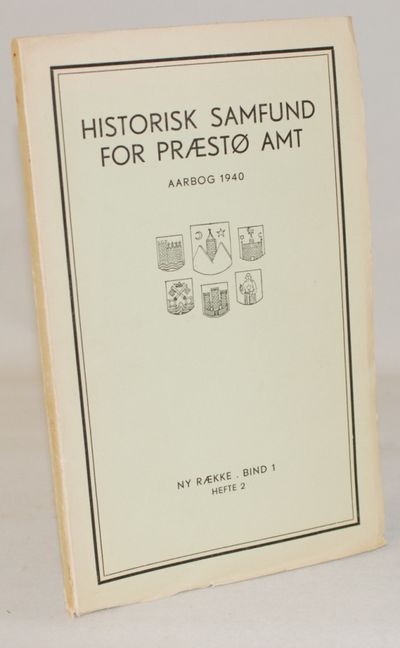 HISTORISK SAMFUND
FOR PRÆSTØ AMT
AARBOG 1940
NY RÆKKE . BIND 1
HEFTE 2